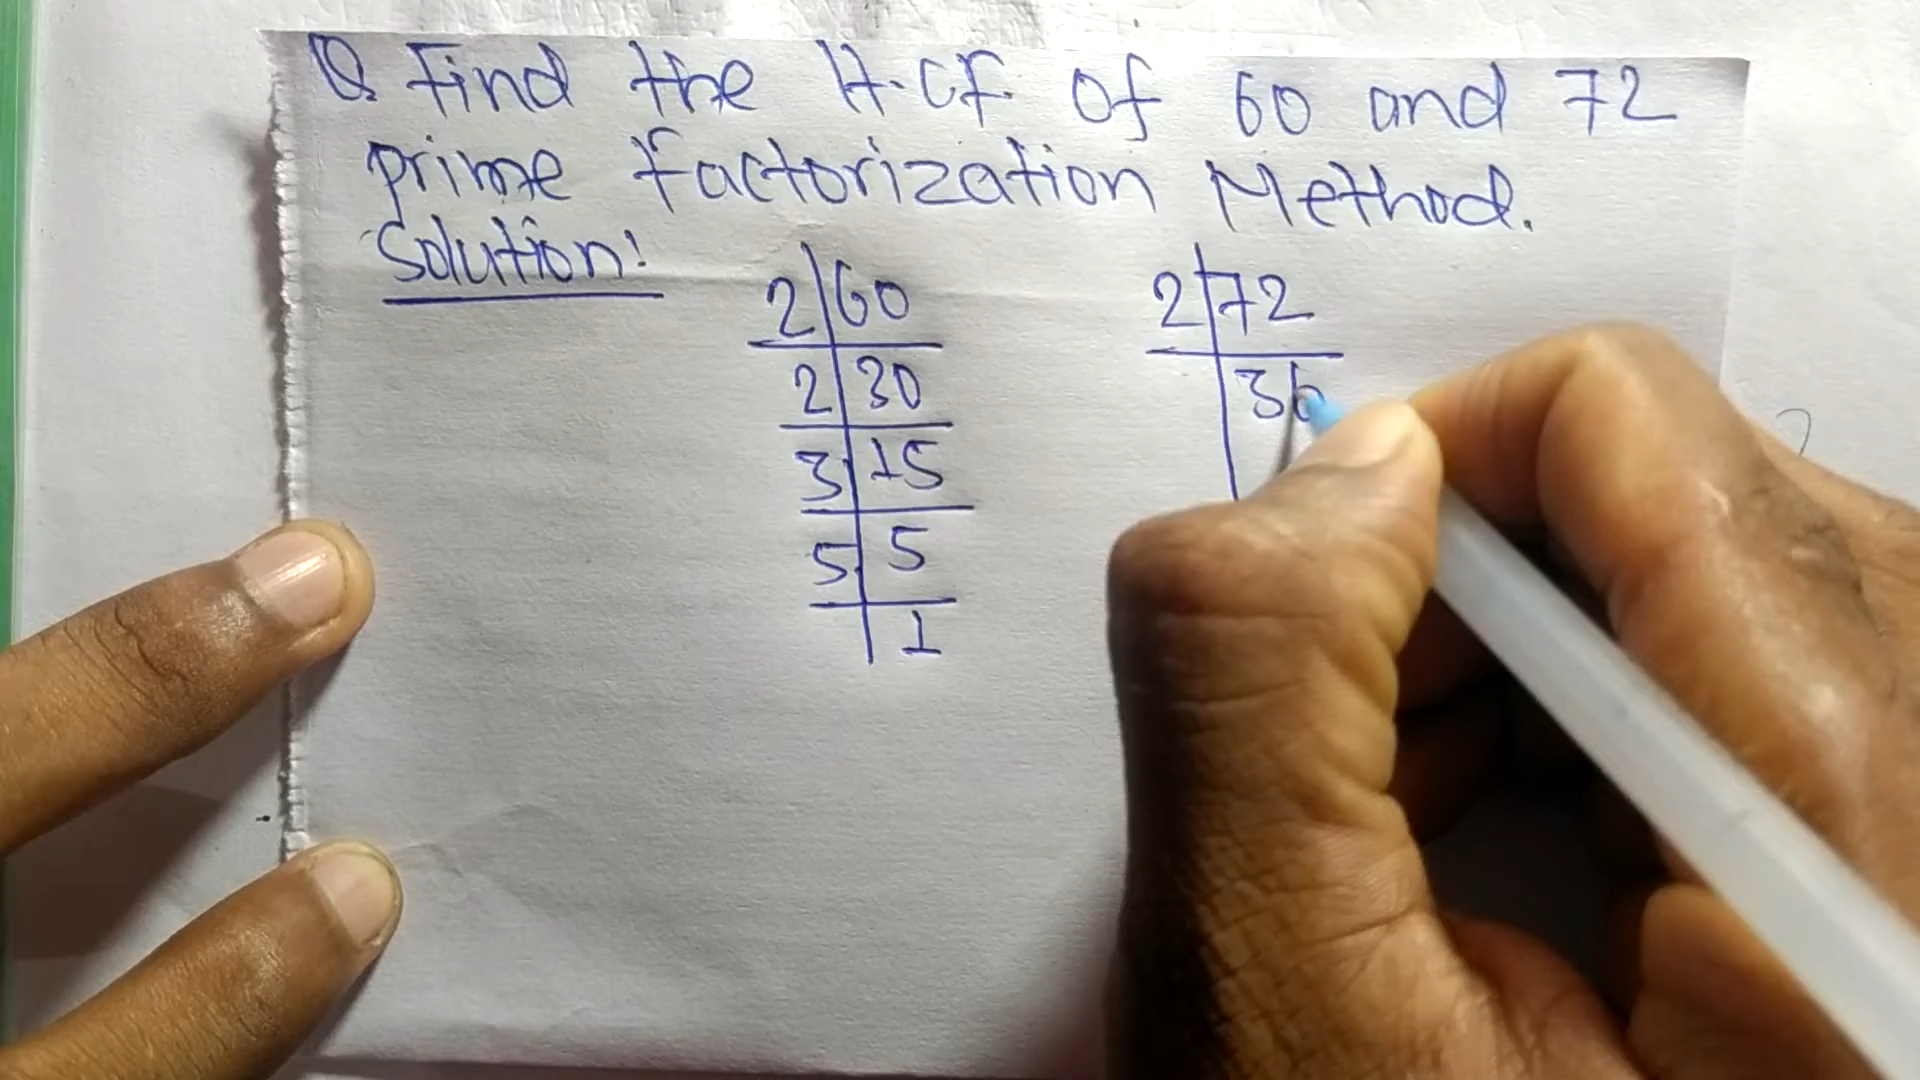 Q. Find the H.CF. Of 60 and 72
prime factorization Method.
Solution:
2 60
2 30
3 15
5 5
1
2 72
36